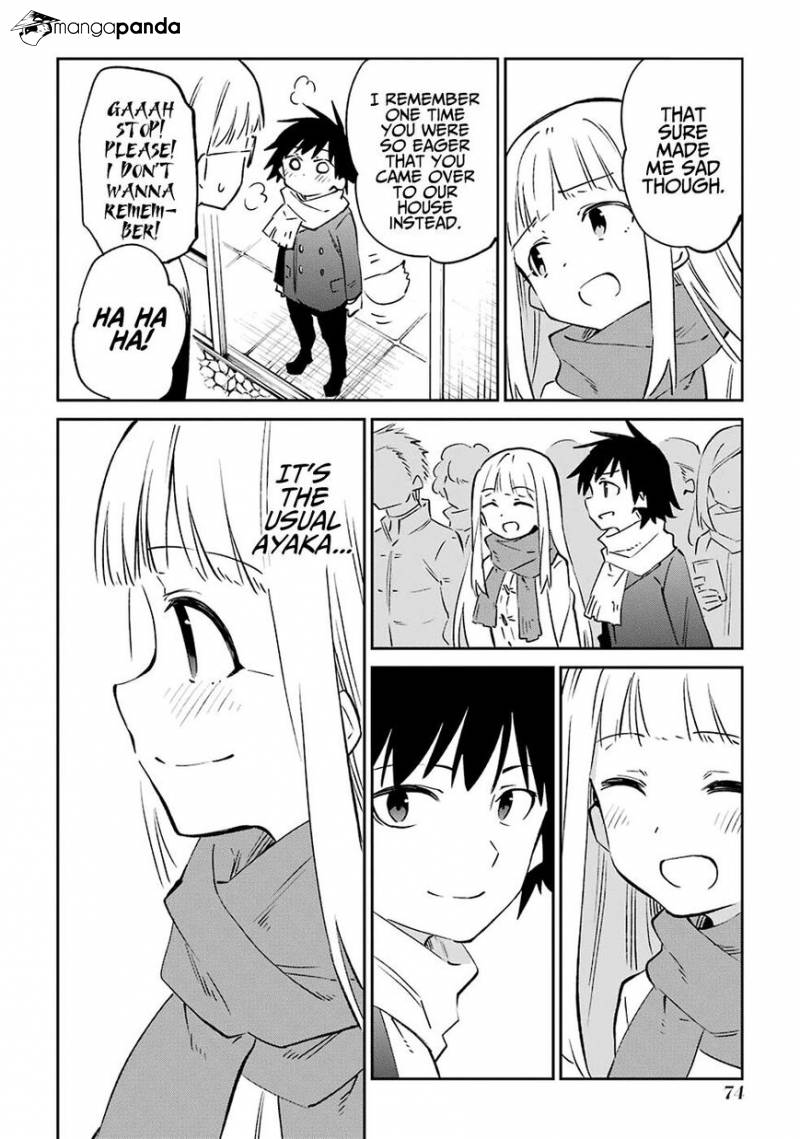 mangapanda
THAT
SURE
MADE
ME SAD
THOUGH.
I REMEMBER
ONE TIME
YOU WERE
SO EAGER
THAT YOU
CAME OVER
TO OUR
HOUSE
INSTEAD.
GAAAH
STOP!
PLEASE!
I DON'T
WANNA
REMEM-
BER!
HA HA
HA!
IT'S
THE
USUAL
AYAKA...
74